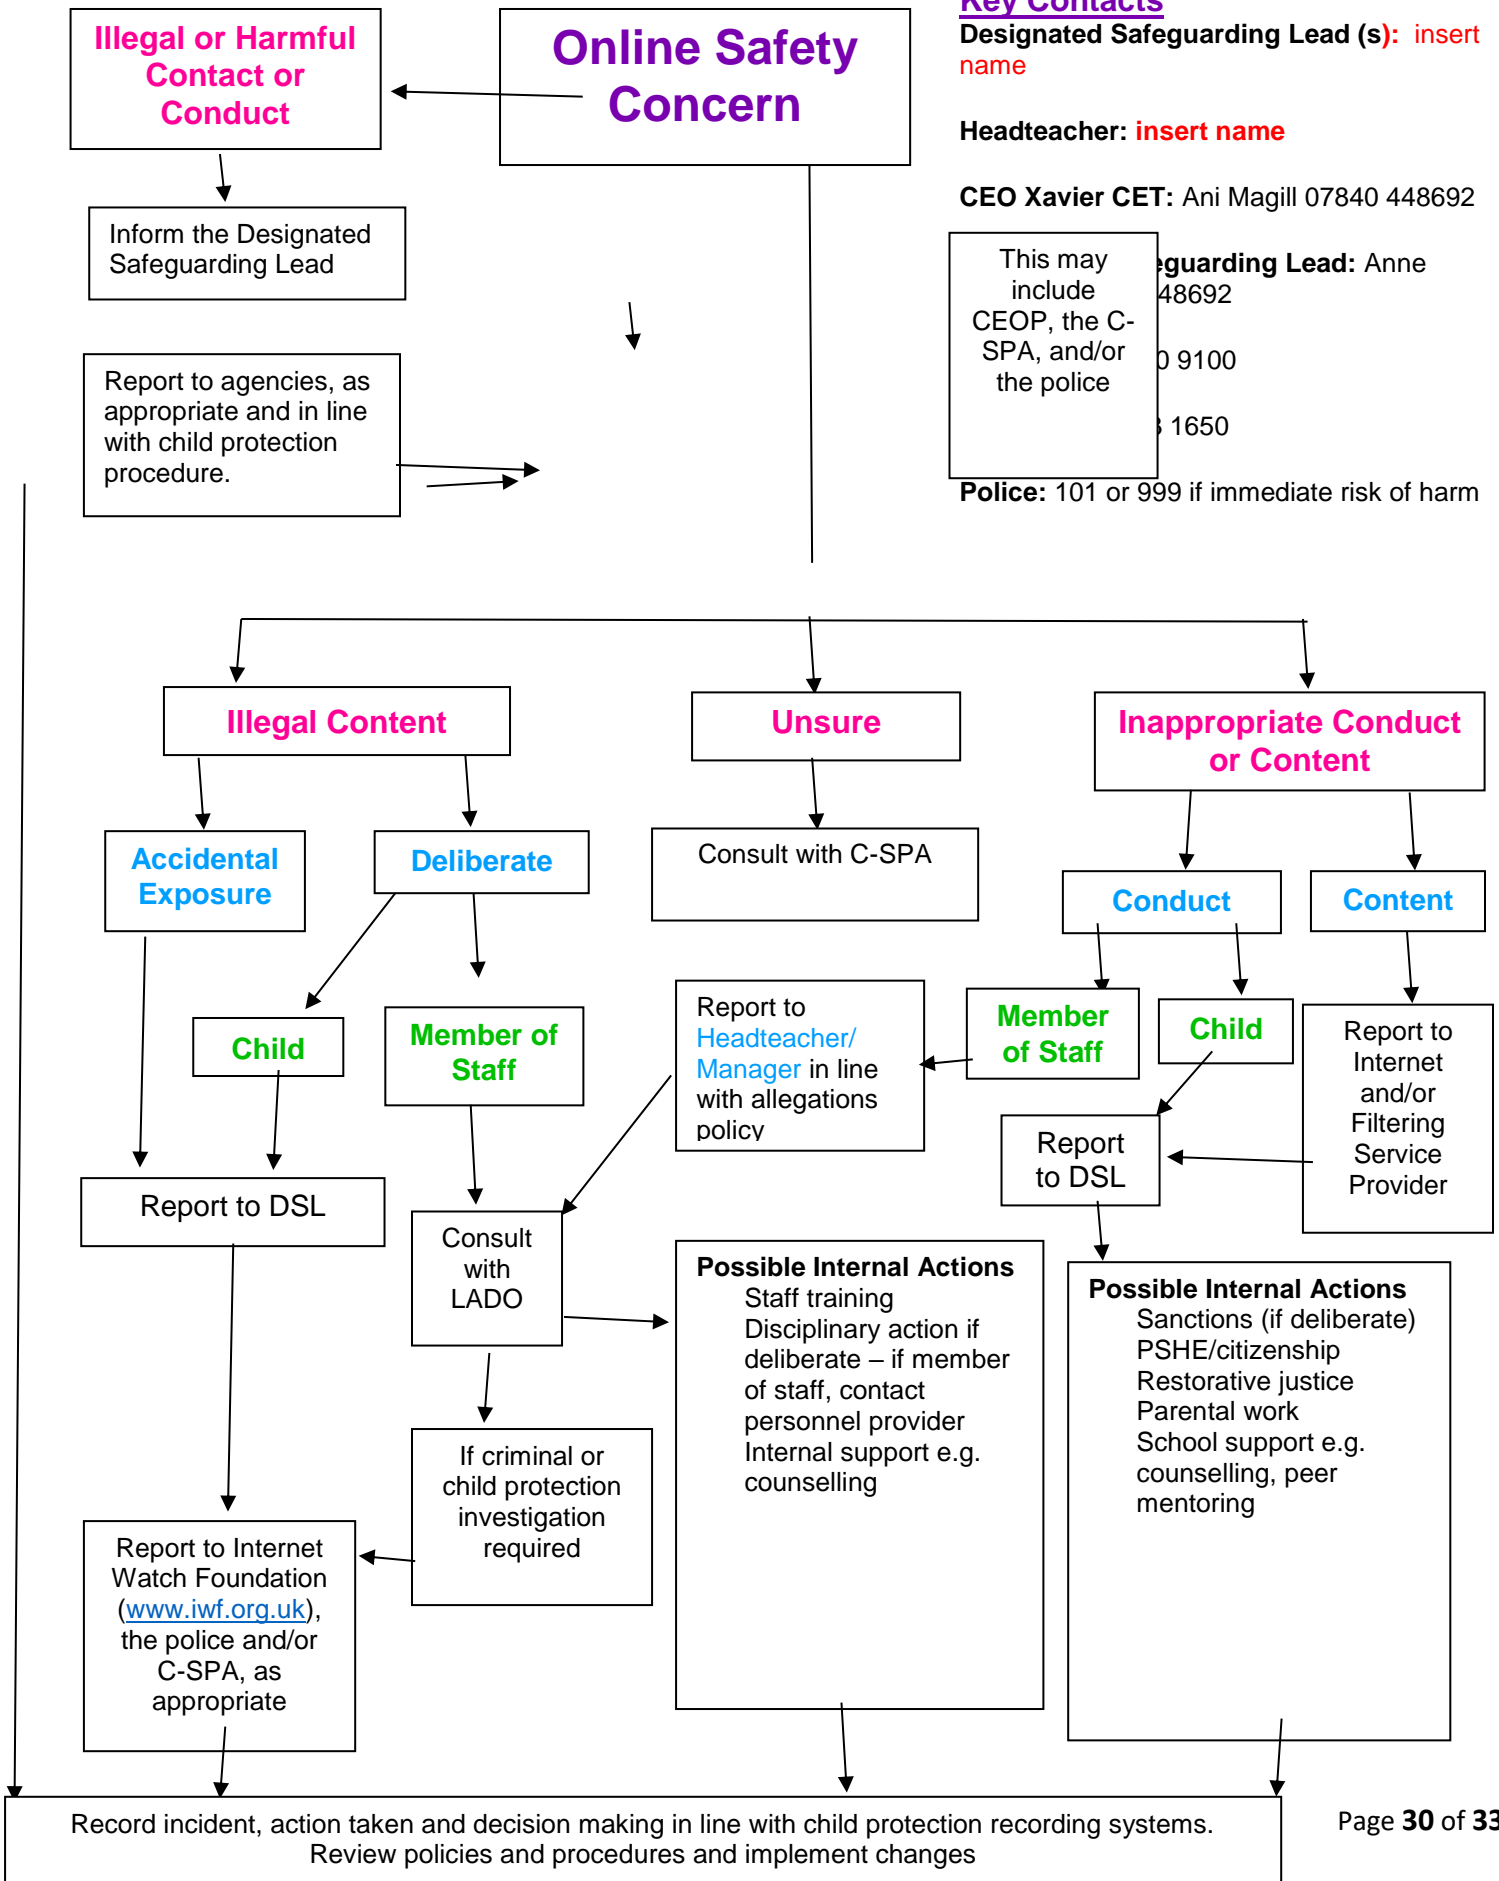 Illegal or Harmful
Contact or
Conduct
Online Safety
Concern
Key Contacts
Designated Safeguarding Lead (s): insert
name
Headteacher: insert name
CEO Xavier CET: Ani Magill 07840 448692
eguarding Lead: Anne
48692
0 9100
1650
Police: 101 or 999 if immediate risk of harm
This may
include
CEOP, the C-
SPA, and/or
the police
Inform the Designated
Safeguarding Lead
Report to agencies, as
appropriate and in line
with child protection
procedure.
Illegal Content
Unsure
Inappropriate Conduct
or Content
Accidental
Exposure
Deliberate
Consult with C-SPA
Conduct
Content
Child
Member of
Staff
Report to
Headteacher/
Manager in line
with allegations
policy
Member
of Staff
Child
Report to
Internet
and/or
Filtering
Service
Provider
Report
to DSL
Report to DSL
Consult
with
LADO
Possible Internal Actions
Staff training
Disciplinary action if
deliberate – if member
of staff, contact
personnel provider
Internal support e.g.
counselling
Possible Internal Actions
Sanctions (if deliberate)
PSHE/citizenship
Restorative justice
Parental work
School support e.g.
counselling, peer
mentoring
If criminal or
child protection
investigation
required
Report to Internet
Watch Foundation
(www.iwf.org.uk),
the police and/or
C-SPA, as
appropriate
Record incident, action taken and decision making in line with child protection recording systems.
Review policies and procedures and implement changes
Page 30 of 33